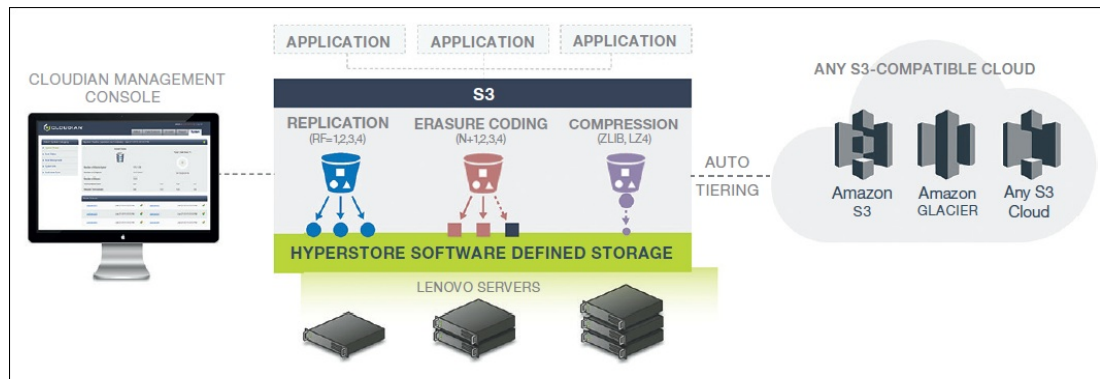 APPLICATION
APPLICATION
APPLICATION
CLOUDIAN MANAGEMENT
CONSOLE
CLOUDIAN
S3
REPLICATION
(RF=1,2,3,4)
ERASURE CODING
(N+1,2,3,4)
COMPRESSION
(ZLIB, LZ4)
HYPERSTORE SOFTWARE DEFINED STORAGE
LENOVO SERVERS
AUTO
TIERING
ANY S3-COMPATIBLE CLOUD
Amazon
S3
Amazon
GLACIER
Any S3
Cloud